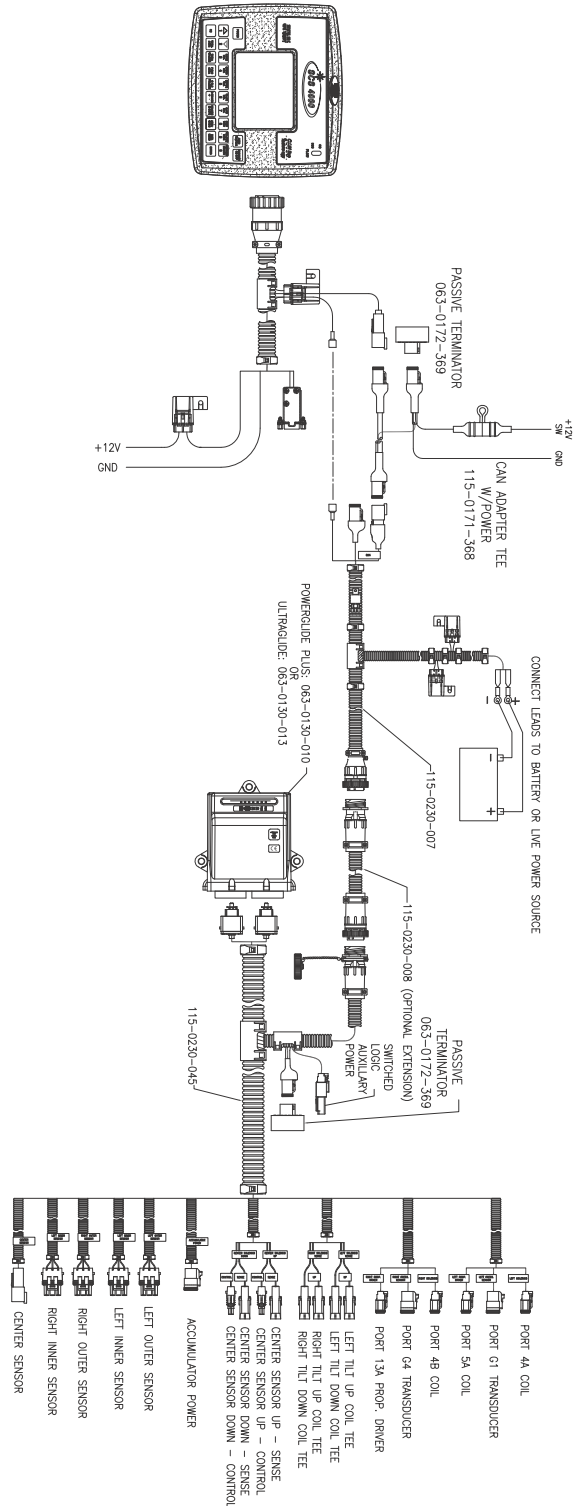 SCS 4600
PASSIVE TERMINATOR
063-0172-369
+12V
SW
GND
CAN ADAPTER TEE
W/POWER
115-0171-368
+12V
GND
CONNECT LEADS TO BATTERY OR LIVE POWER SOURCE
-
+
-
+
POWERGLIDE PLUS: 063-0130-010
OR
ULTRAGLIDE: 063-0130-013
115-0230-007
115-0230-008 (OPTIONAL EXTENSION)
PASSIVE
TERMINATOR
063-0172-369
SWITCHED
LOGIC
AUXILLARY
POWER
115-0230-045
PORT 4A COIL
PORT G1 TRANSDUCER
PORT 5A COIL
PORT 4B COIL
PORT G4 TRANSDUCER
PORT 13A PROP. DRIVER
LEFT TILT UP COIL TEE
LEFT TILT DOWN COIL TEE
RIGHT TILT UP COIL TEE
RIGHT TILT DOWN COIL TEE
CENTER SENSOR UP - SENSE
CENTER SENSOR UP - CONTROL
CENTER SENSOR DOWN - SENSE
CENTER SENSOR DOWN - CONTROL
ACCUMULATOR POWER
LEFT OUTER SENSOR
LEFT INNER SENSOR
RIGHT OUTER SENSOR
RIGHT INNER SENSOR
CENTER SENSOR